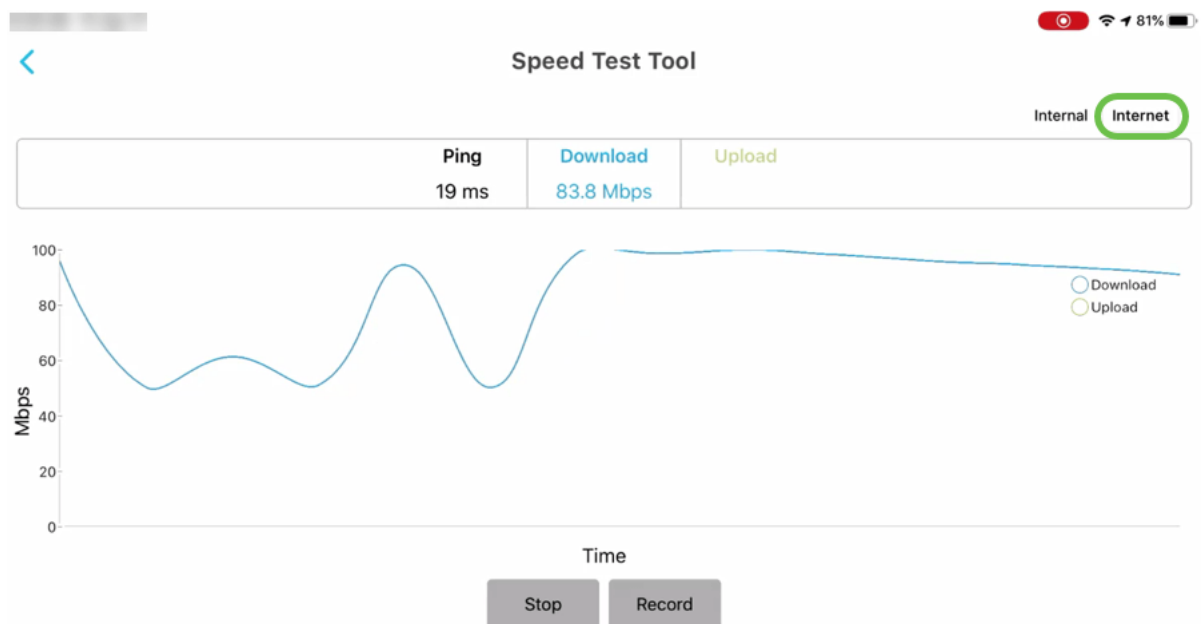 81%
Speed Test Tool
Internal Internet
Ping Download Upload
19 ms 83.8 Mbps
100
Download
80
Upload
60
Mbps
40
20
0
Time
Stop Record